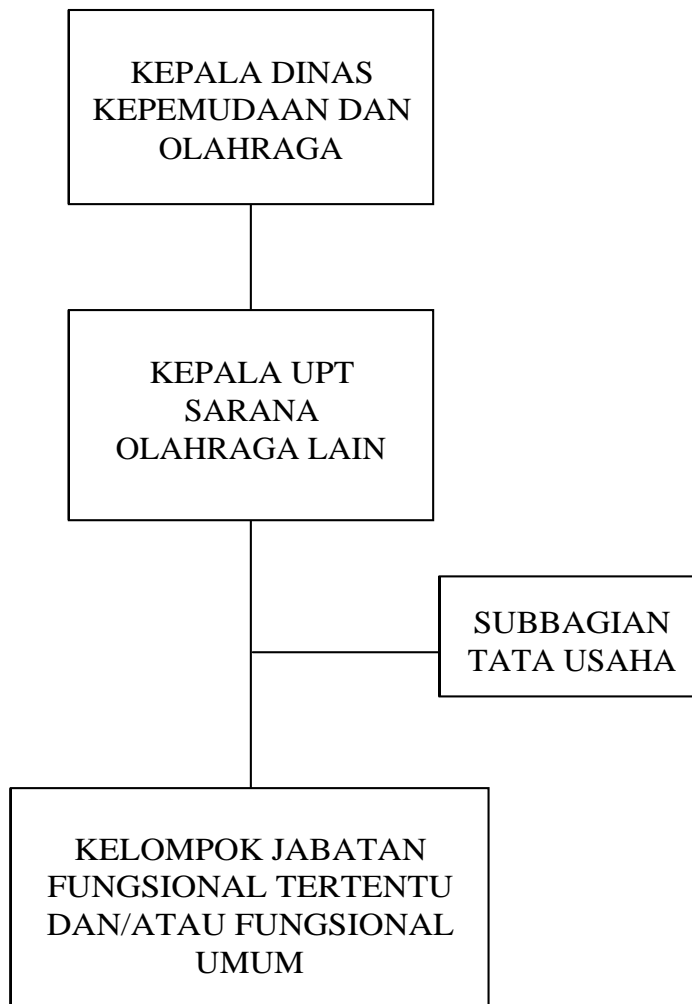 KEPALA DINAS
KEPEMUDAAN DAN
OLAHRAGA
KEPALA UPT
SARANA
OLAHRAGA LAIN
SUBBAGIAN
TATA USAHA
KELOMPOK JABATAN
FUNGSIONAL TERTENTU
DAN/ATAU FUNGSIONAL
UMUM